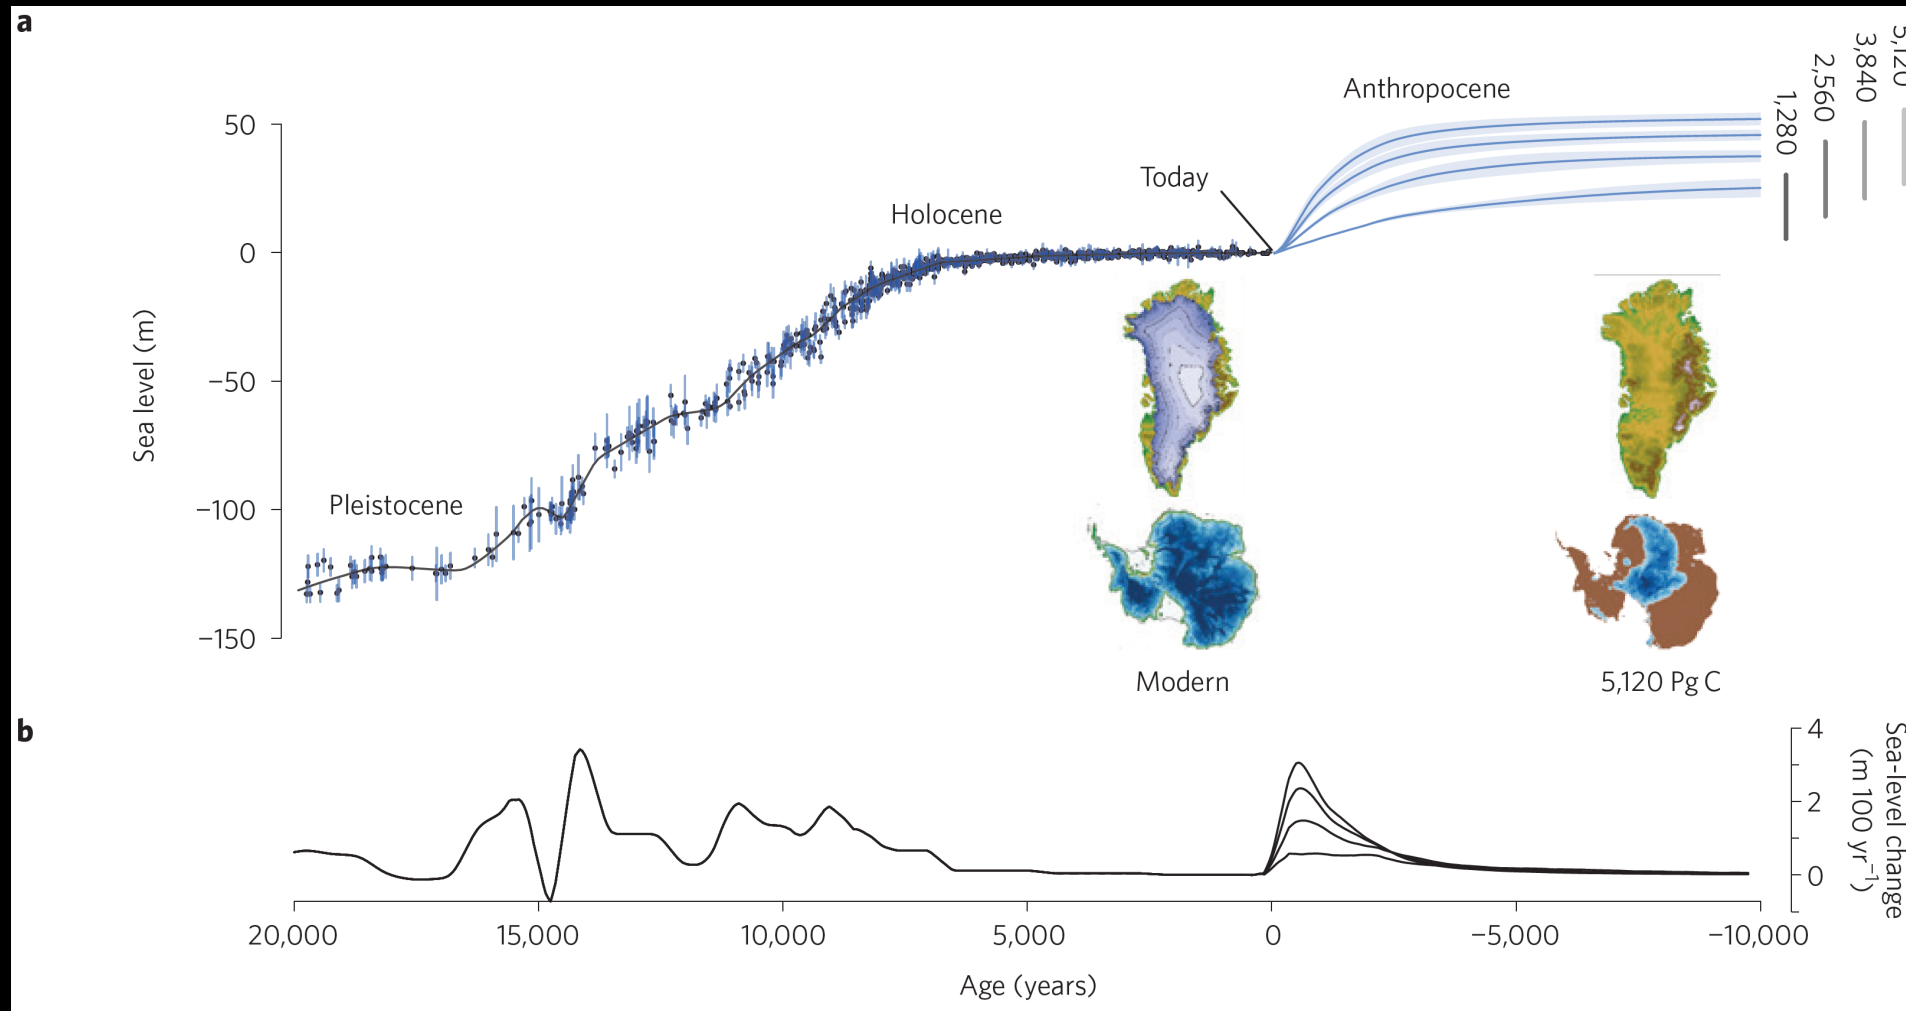 a
Anthropocene
1,280
2,560
3,840
5,120
50
Today
Holocene
0
−50
Sea level (m)
−100
Pleistocene
−150
Modern
5,120 Pg C
b
4
2
0
Sea-level change
(m 100 yr⁻¹)
20,000
15,000
10,000
5,000
0
−5,000
−10,000
Age (years)